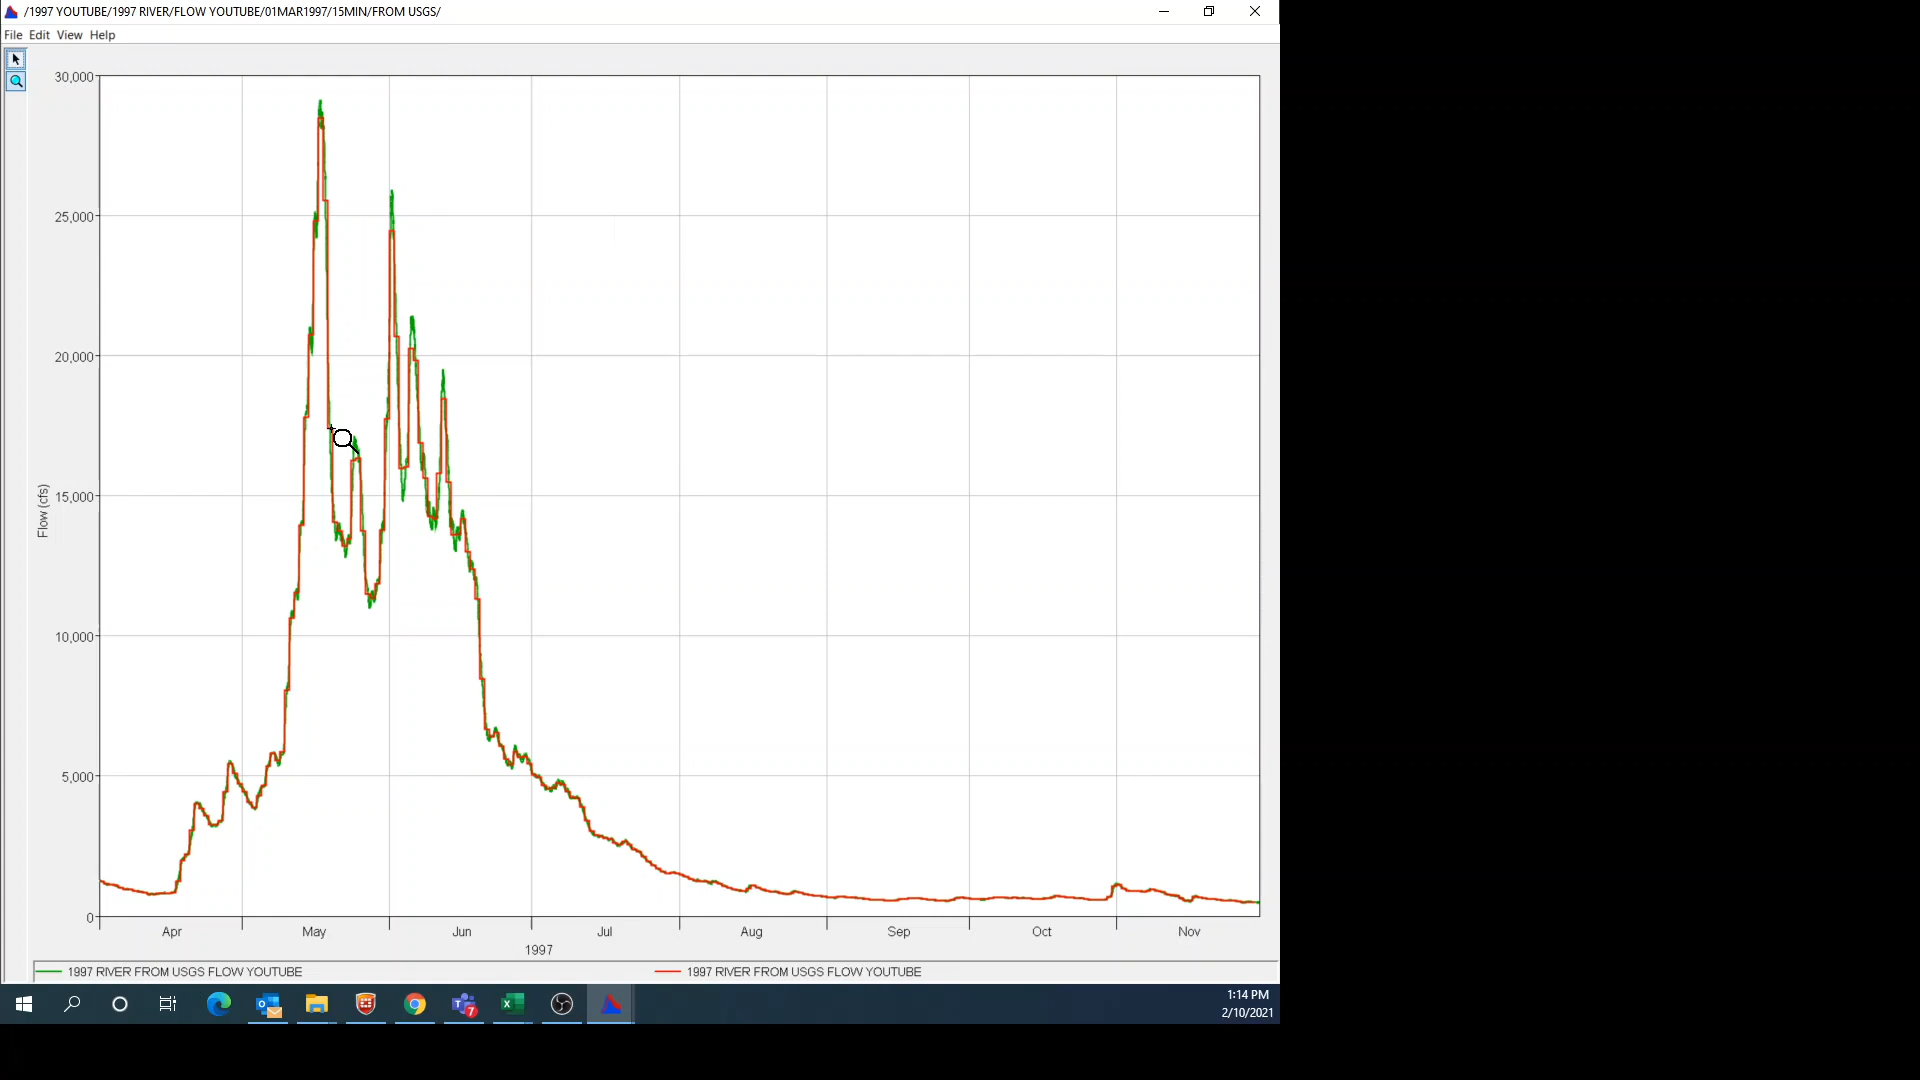 /1997 YOUTUBE/1997 RIVER/FLOW YOUTUBE/01MAR1997/15MIN/FROM USGS/
File Edit View Help
30,000
25,000
20,000
15,000
10,000
5,000
0
Flow (cfs)
Apr May Jun Jul Aug Sep Oct Nov
1997
1997 RIVER FROM USGS FLOW YOUTUBE 1997 RIVER FROM USGS FLOW YOUTUBE
7
1:14 PM
2/10/2021